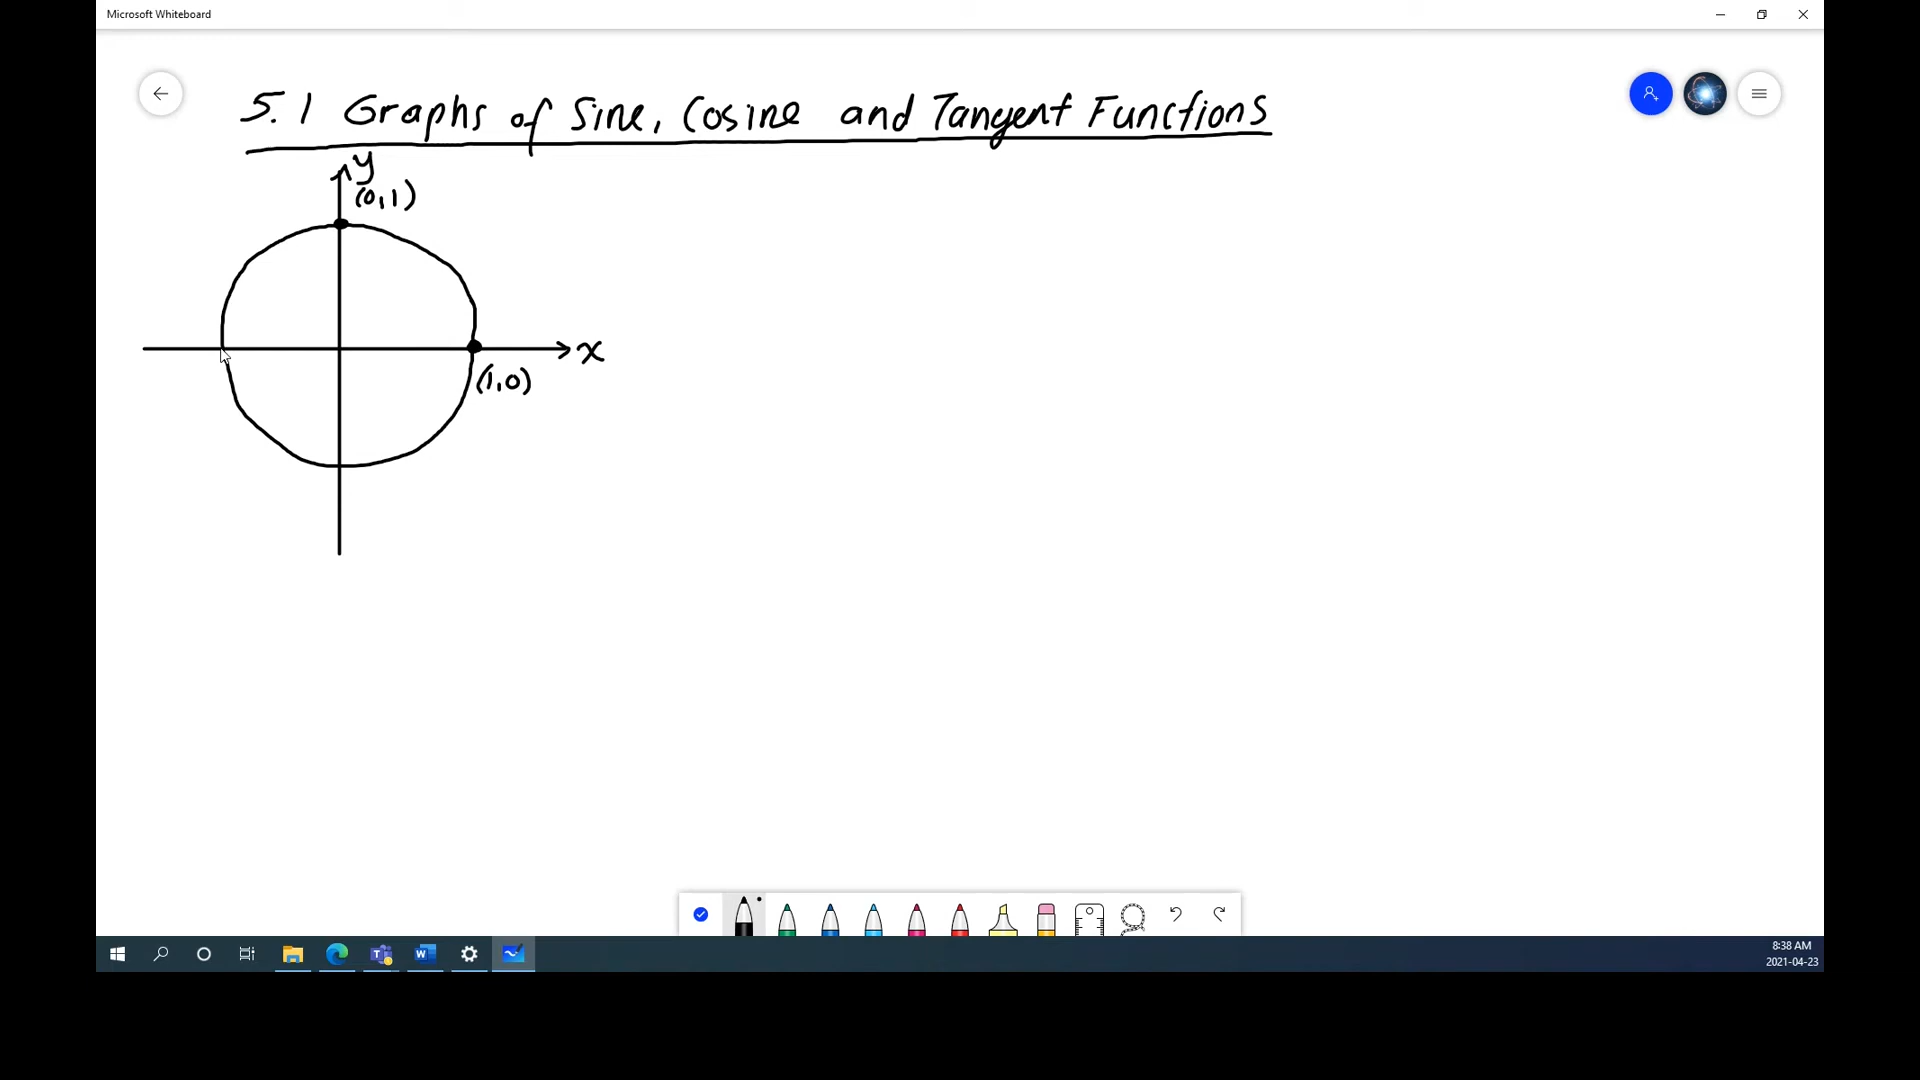 Microsoft Whiteboard
5.1 Graphs of Sine, Cosine and Tangent Functions
y
(0,1)
x
(1,0)
8:38 AM
2021-04-23